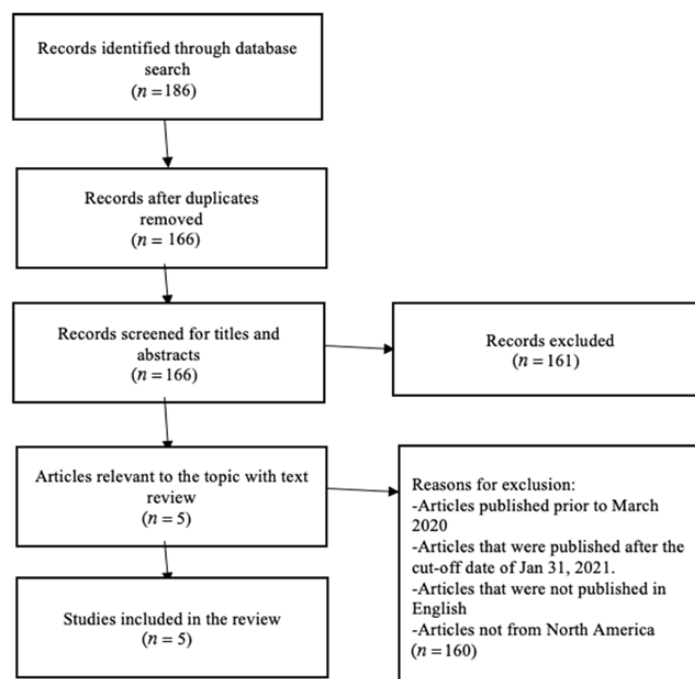 Records identified through database
search
(n = 186)
Records after duplicates
removed
(n = 166)
Records screened for titles and
abstracts
(n = 166)
Records excluded
(n = 161)
Articles relevant to the topic with text
review
(n = 5)
Reasons for exclusion:
-Articles published prior to March
2020
-Articles that were published after the
cut-off date of Jan 31, 2021.
-Articles that were not published in
English
-Articles not from North America
(n = 160)
Studies included in the review
(n = 5)